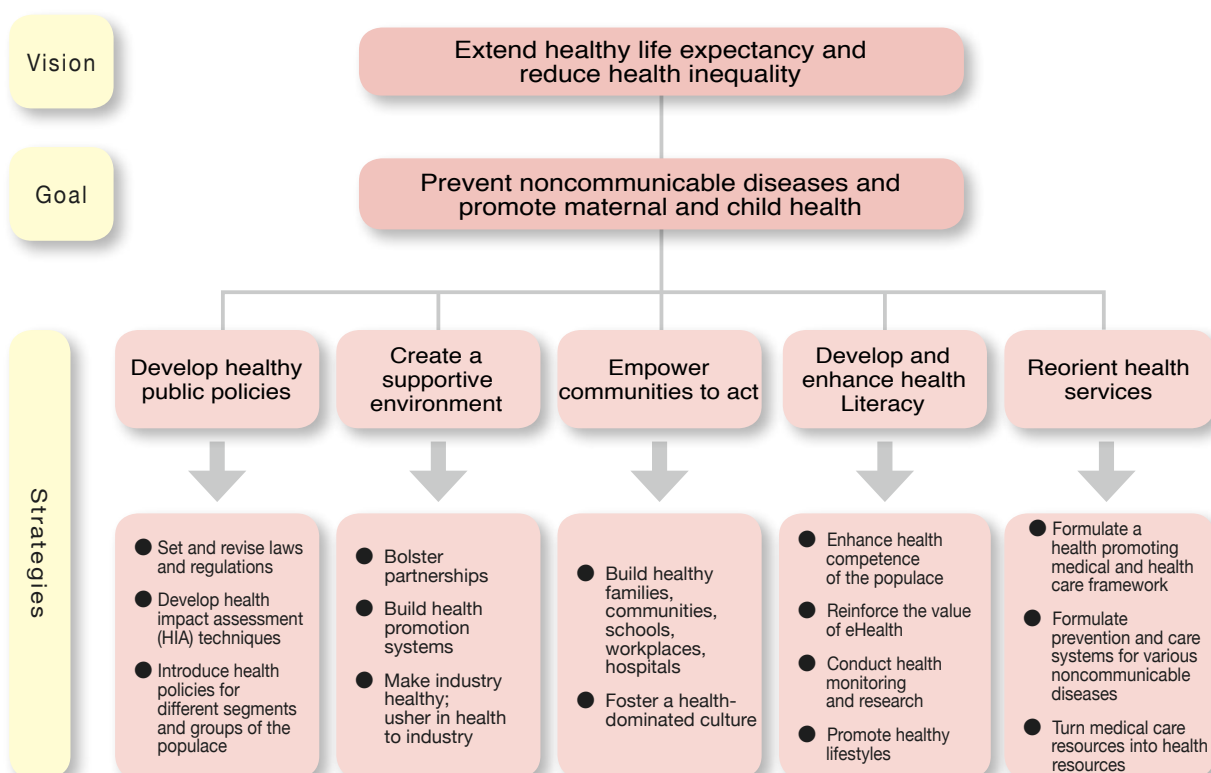 Vision
Extend healthy life expectancy and
reduce health inequality
Goal
Prevent noncommunicable diseases and
promote maternal and child health
Strategies
Develop healthy
public policies
Create a
supportive
environment
Empower
communities to act
Develop and
enhance health
Literacy
Reorient health
services
● Set and revise laws
and regulations
● Develop health
impact assessment
(HIA) techniques
● Introduce health
policies for
different segments
and groups of the
populace
● Bolster
partnerships
● Build health
promotion
systems
● Make industry
healthy;
usher in health
to industry
● Build healthy
families,
communities,
schools,
workplaces,
hospitals
● Foster a health-
dominated culture
● Enhance health
competence
of the populace
● Reinforce the value
of eHealth
● Conduct health
monitoring
and research
● Promote healthy
lifestyles
● Formulate a
health promoting
medical and health
care framework
● Formulate
prevention and care
systems for various
noncommunicable
diseases
● Turn medical care
resources into health
resources